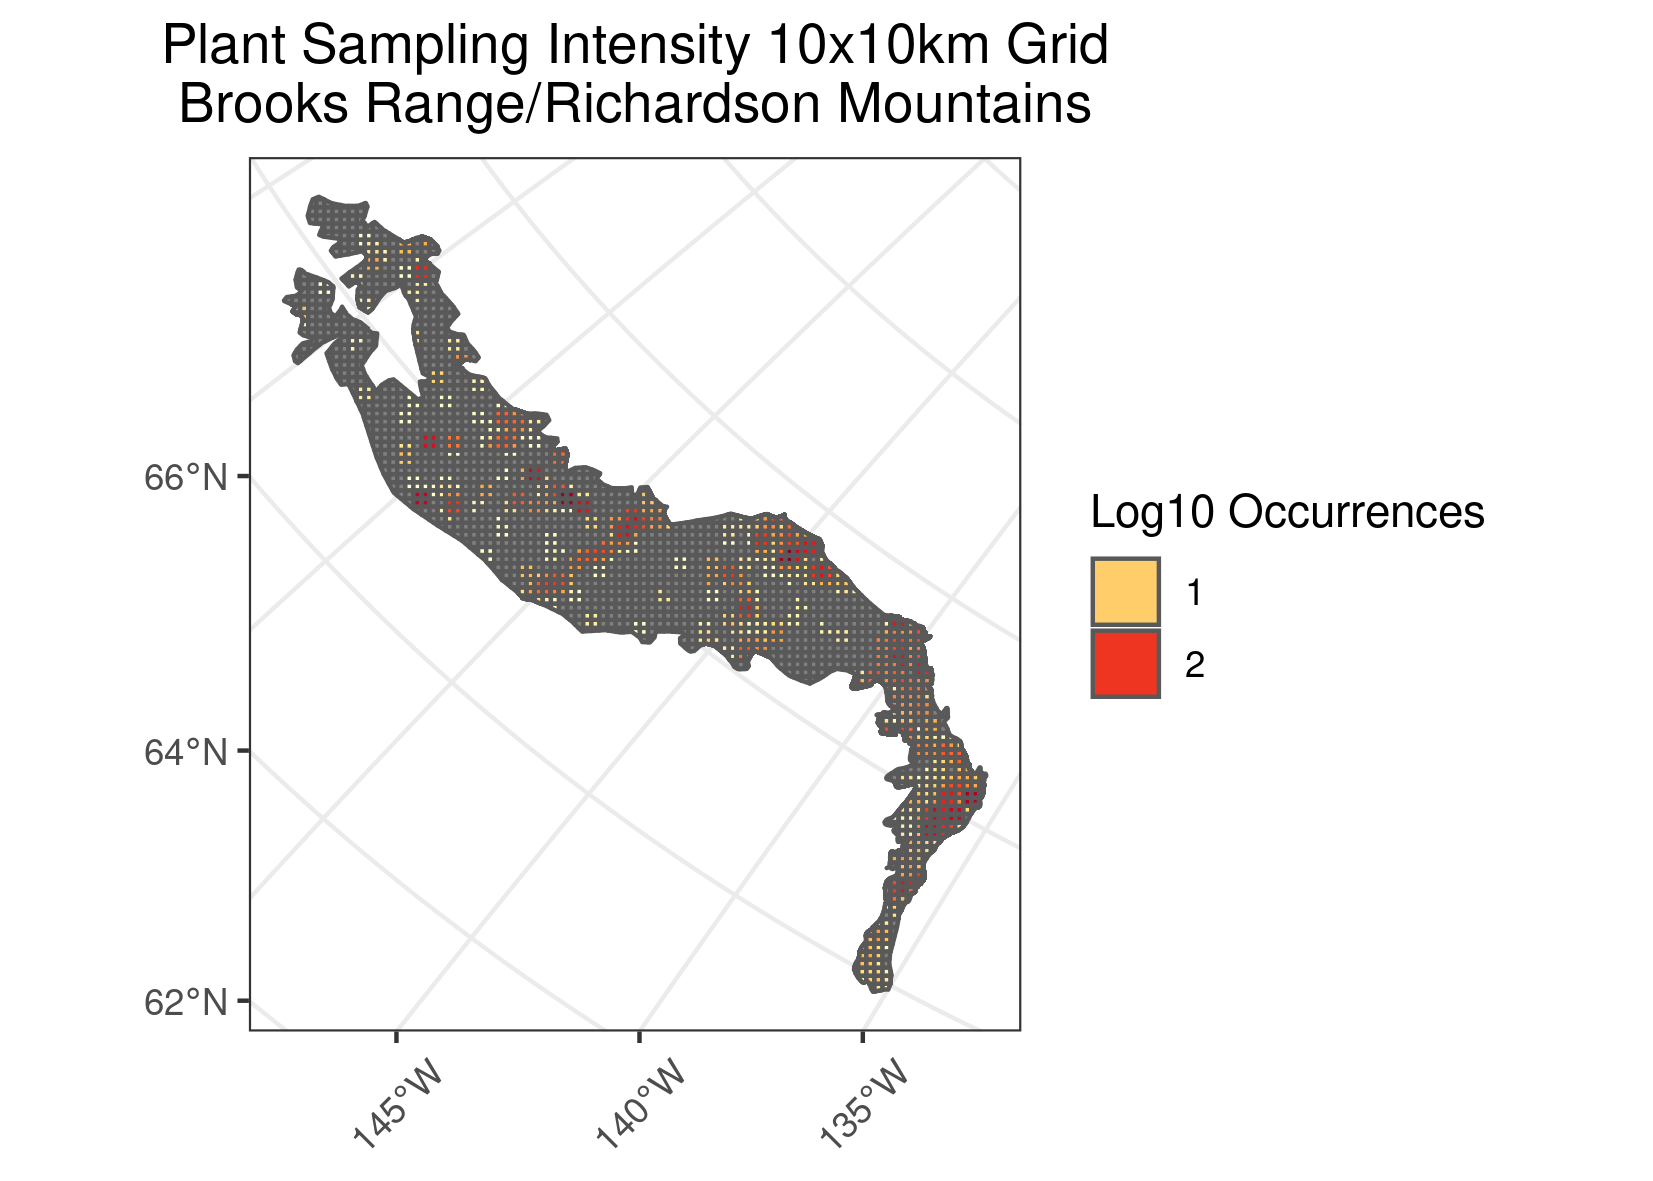 Plant Sampling Intensity 10x10km Grid
Brooks Range/Richardson Mountains
66°N
64°N
62°N
145°W
140°W
135°W
Log10 Occurrences
1
2